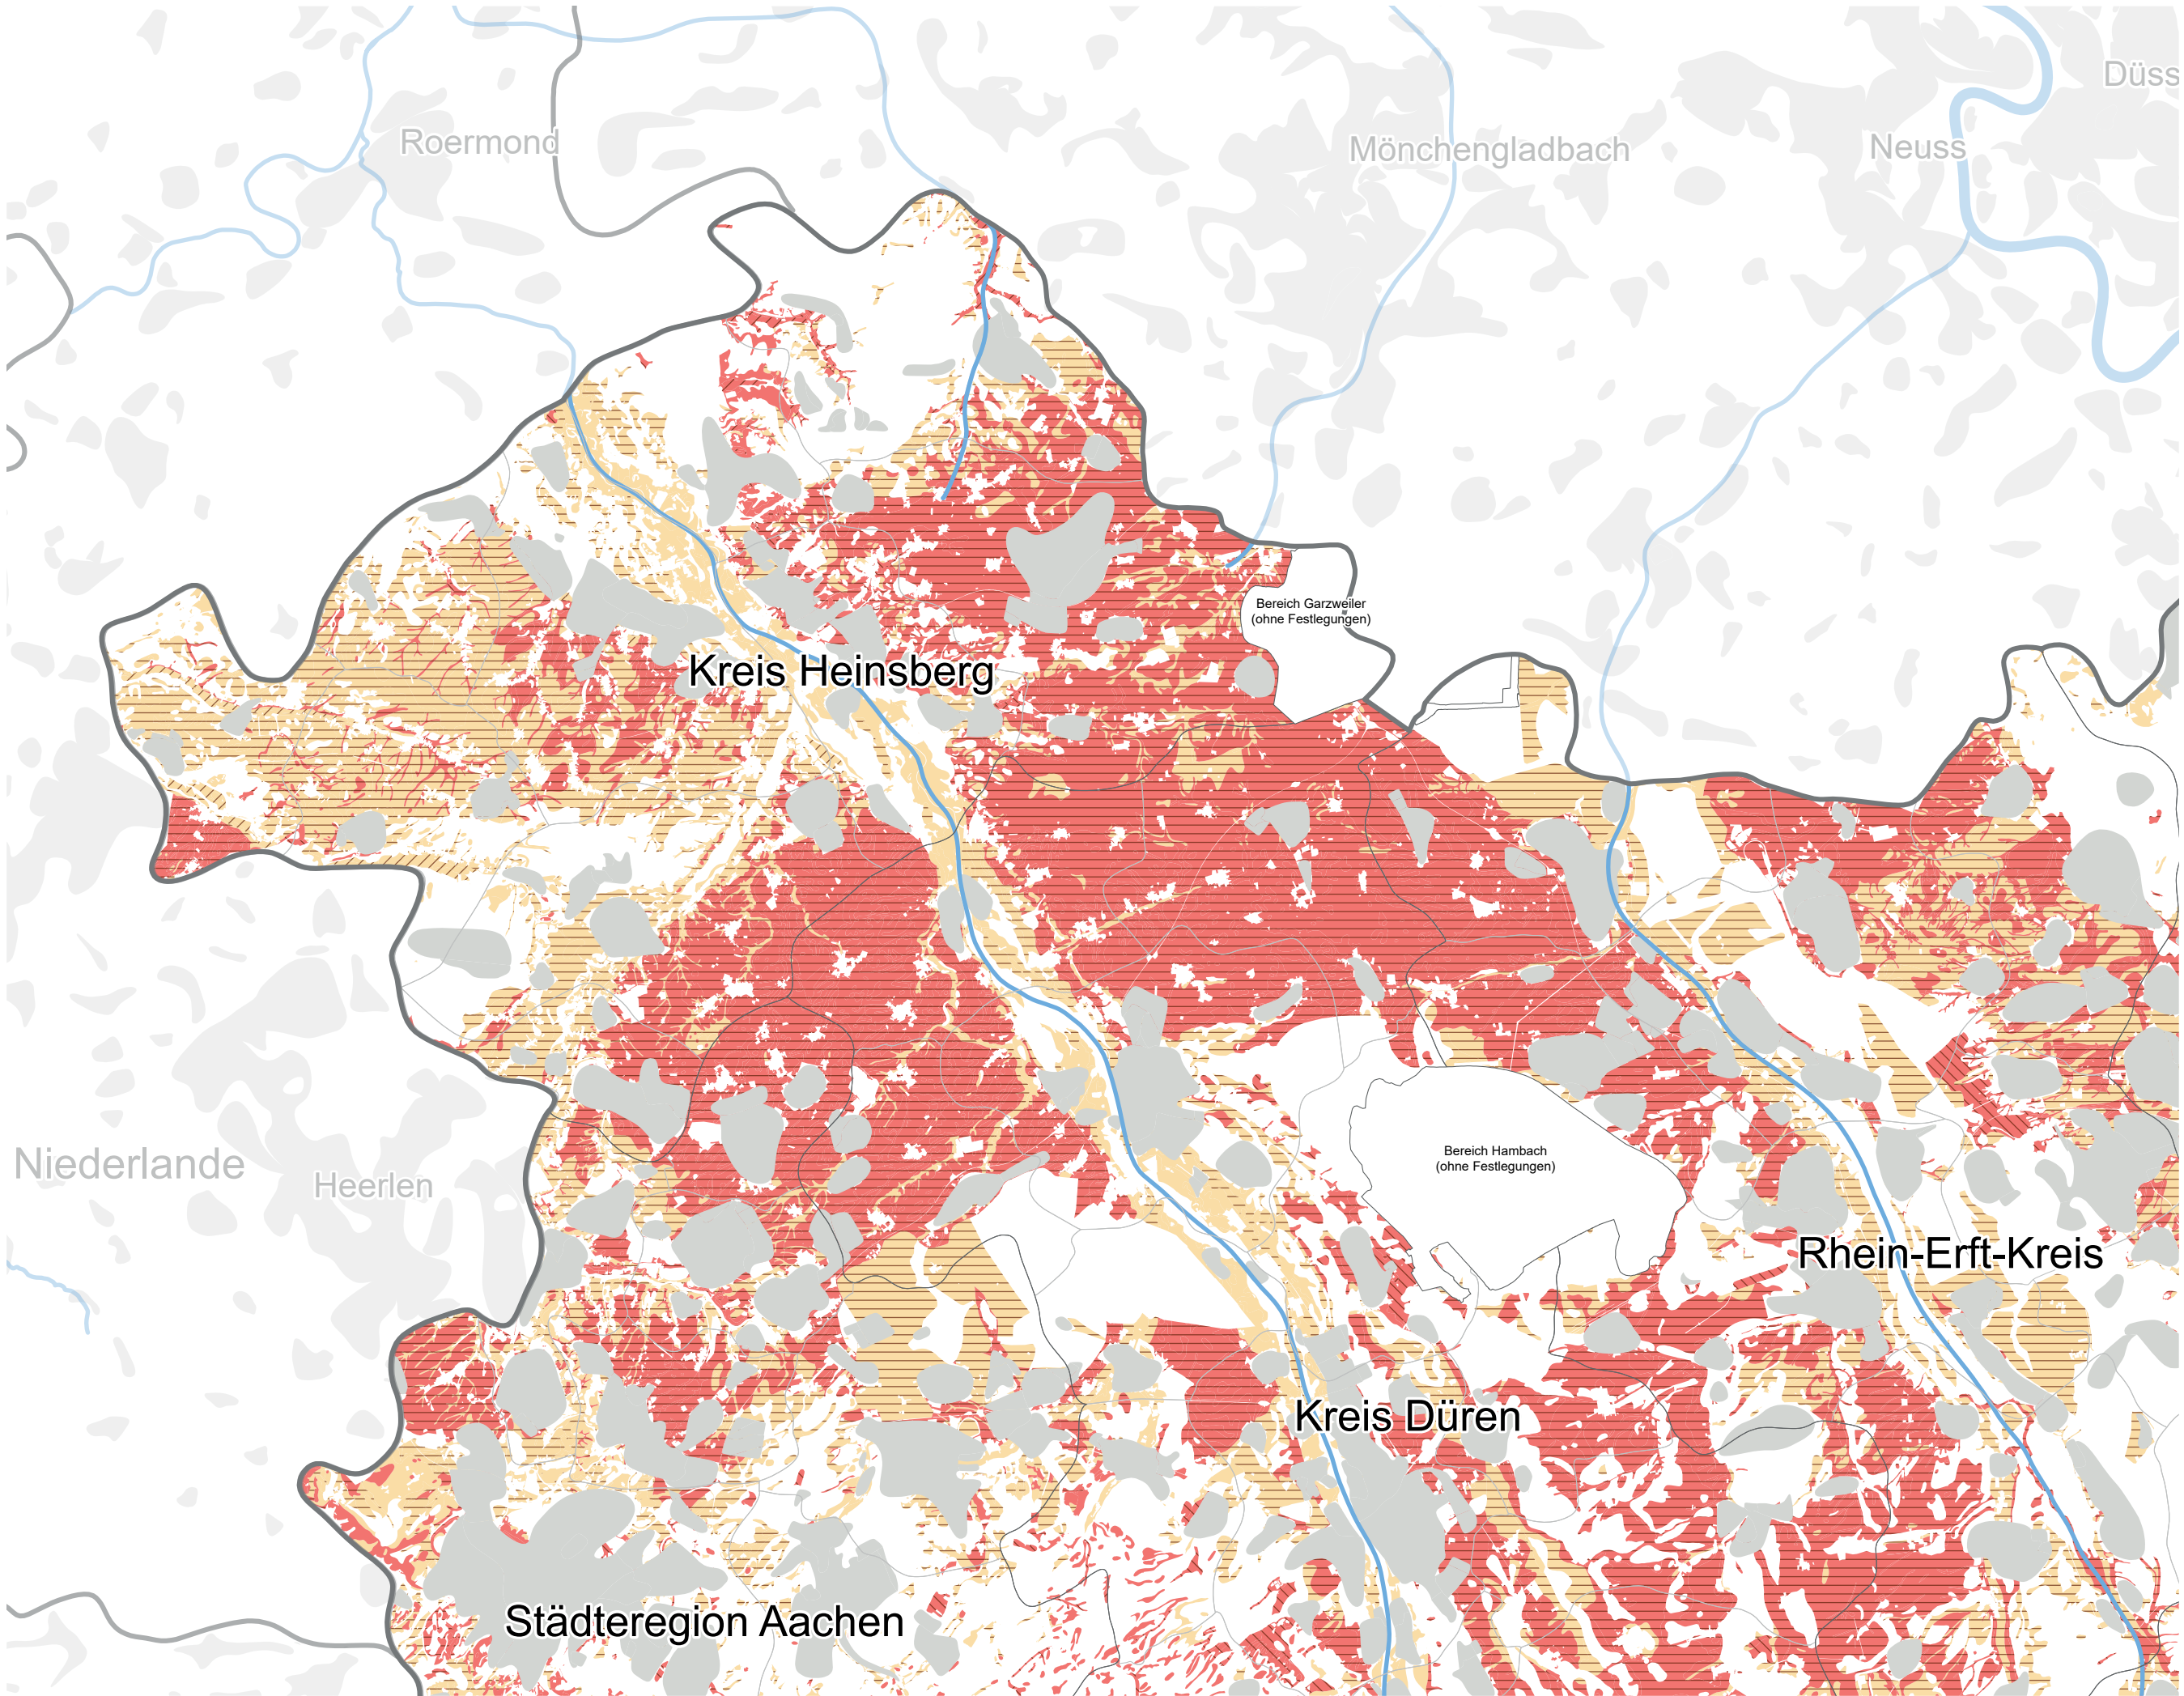 Düss
Roermond
Mönchengladbach
Neuss
Bereich Garzweiler
(ohne Festlegungen)
Kreis Heinsberg
Niederlande
Heerlen
Bereich Hambach
(ohne Festlegungen)
Rhein-Erft-Kreis
Kreis Düren
Städteregion Aachen